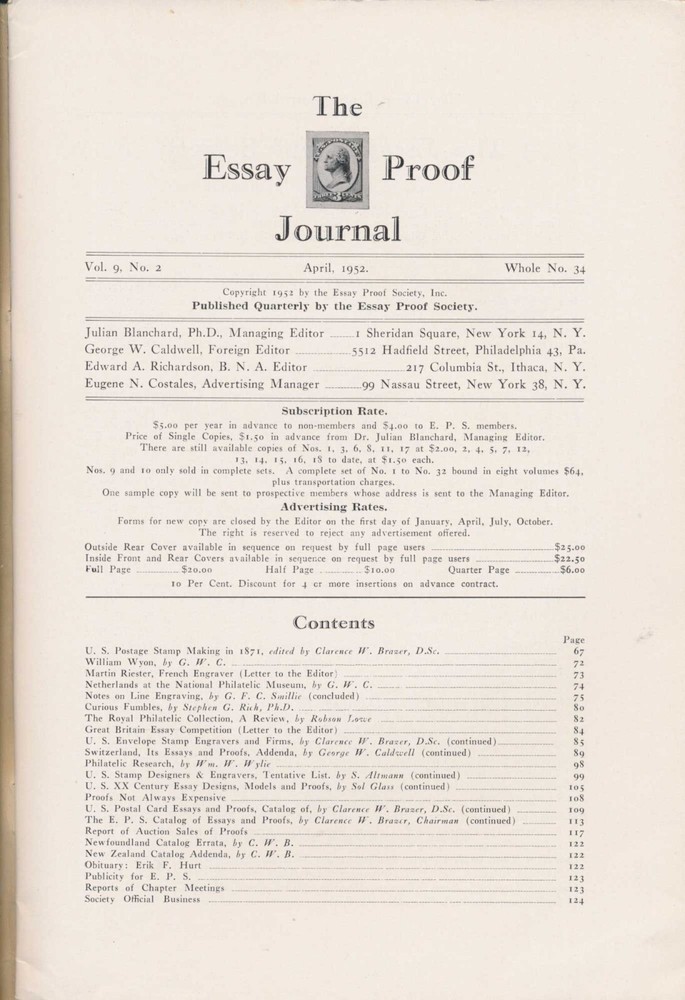 The
Essay Proof
Journal
Vol. 9, No. 2 April, 1952. Whole No. 34
Copyright 1952 by the Essay Proof Society, Inc.
Published Quarterly by the Essay Proof Society.
Julian Blanchard, Ph.D., Managing Editor 1 Sheridan Square, New York 14, N. Y.
George W. Caldwell, Foreign Editor 5512 Hadfield Street, Philadelphia 43, Pa.
Edward A. Richardson, B. N. A. Editor 217 Columbia St., Ithaca, N. Y.
Eugene N. Costales, Advertising Manager 99 Nassau Street, New York 38, N. Y.
Subscription Rate.
$5.00 per year in advance to non-members and $4.00 to E. P. S. members.
Price of Single Copies, $1.50 in advance from Dr. Julian Blanchard, Managing Editor.
There are still available copies of Nos. 1, 3, 6, 8, 11, 17 at $2.00, 2, 4, 5, 7, 12,
13, 14, 15, 16, 18 to date, at $1.50 each.
Nos. 9 and 10 only sold in complete sets. A complete set of No. 1 to No. 32 bound in eight volumes $64,
plus transportation charges.
One sample copy will be sent to prospective members whose address is sent to the Managing Editor.
Advertising Rates.
Forms for new copy are closed by the Editor on the first day of January, April, July, October.
The right is reserved to reject any advertisement offered.
Outside Rear Cover available in sequence on request by full page users $25.00
Inside Front and Rear Covers available in sequence on request by full page users $22.50
Full Page $20.00 Half Page $10.00 Quarter Page $6.00
10 Per Cent. Discount for 4 or more insertions on advance contract.
Contents
Page
U. S. Postage Stamp Making in 1871, edited by Clarence W. Brazer, D.Sc. 67
William Wyon, by G. W. C. 72
Martin Riester, French Engraver (Letter to the Editor) 73
Netherlands at the National Philatelic Museum, by G. W. C. 74
Notes on Line Engraving, by G. F. C. Smillie (concluded) 75
Curious Fumbles, by Stephen G. Rich, Ph.D. 80
The Royal Philatelic Collection, A Review, by Robson Lowe 82
Great Britain Essay Competition (Letter to the Editor) 84
U. S. Envelope Stamp Engravers and Firms, by Clarence W. Brazer, D.Sc. (continued) 85
Switzerland, Its Essays and Proofs, Addenda, by George W. Caldwell (continued) 89
Philatelic Research, by Wm. W. Wylie 98
U. S. Stamp Designers & Engravers, Tentative List. by S. Altmann (continued) 99
U. S. XX Century Essay Designs, Models and Proofs, by Sol Glass (continued) 105
Proofs Not Always Expensive 108
U. S. Postal Card Essays and Proofs, Catalog of, by Clarence W. Brazer, D.Sc. (continued) 109
The E. P. S. Catalog of Essays and Proofs, by Clarence W. Brazer, Chairman (continued) 113
Report of Auction Sales of Proofs 117
Newfoundland Catalog Errata, by C. W. B. 122
New Zealand Catalog Addenda, by C. W. B. 122
Obituary: Erik F. Hurt 122
Publicity for E. P. S. 123
Reports of Chapter Meetings 123
Society Official Business 124